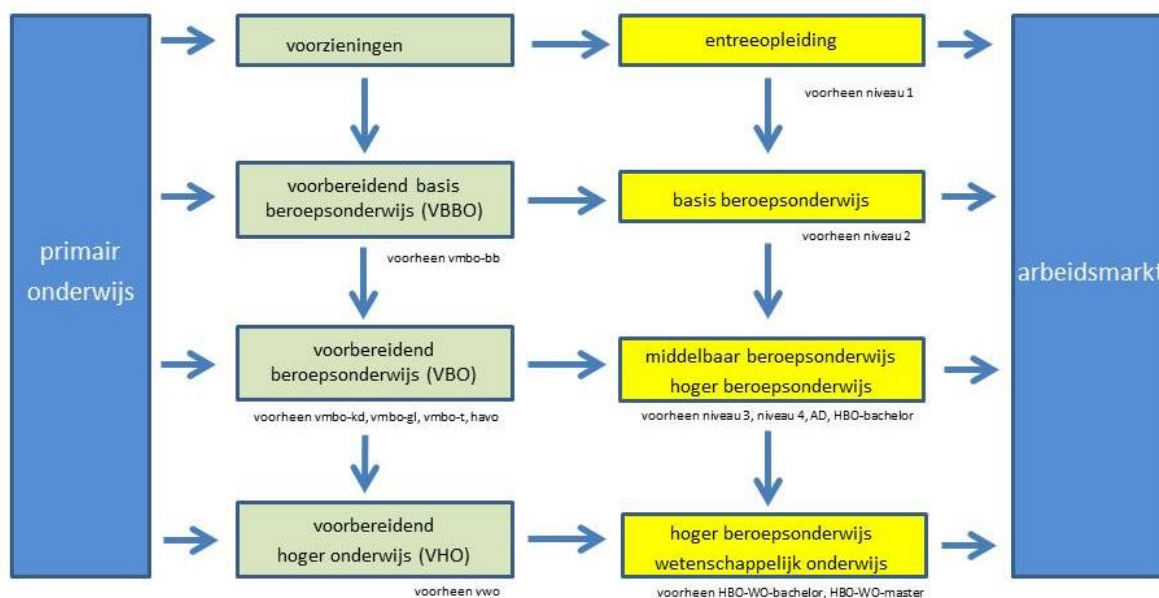 voorzieningen
entreeopleiding
voorheen niveau 1
voorbereidend basis
beroepsonderwijs (VBBO)
basis beroepsonderwijs
voorheen niveau 2
voorheen vmbo-bb
primair
onderwijs
arbeidsmarkt
voorbereidend
beroepsonderwijs (VBO)
middelbaar beroepsonderwijs
hoger beroepsonderwijs
voorheen vmbo-kd, vmbo-gl, vmbo-t, havo
voorheen niveau 3, niveau 4, AD, HBO-bachelor
voorbereidend
hoger onderwijs (VHO)
hoger beroepsonderwijs
wetenschappelijk onderwijs
voorheen vwo
voorheen HBO-WO-bachelor, HBO-WO-master